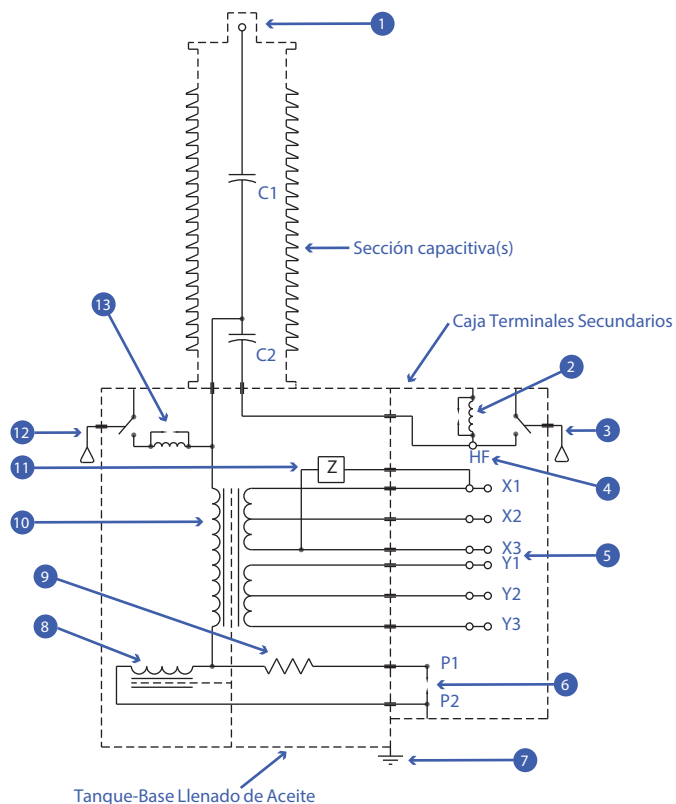 1
C1
Sección capacitiva(s)
13
Caja Terminales Secundarios
C2
2
12
3
HF
11
Z
4
X1
10
X2
X3
5
Y1
9
Y2
8
Y3
P1
6
P2
7
Tanque-Base Llenado de Aceite